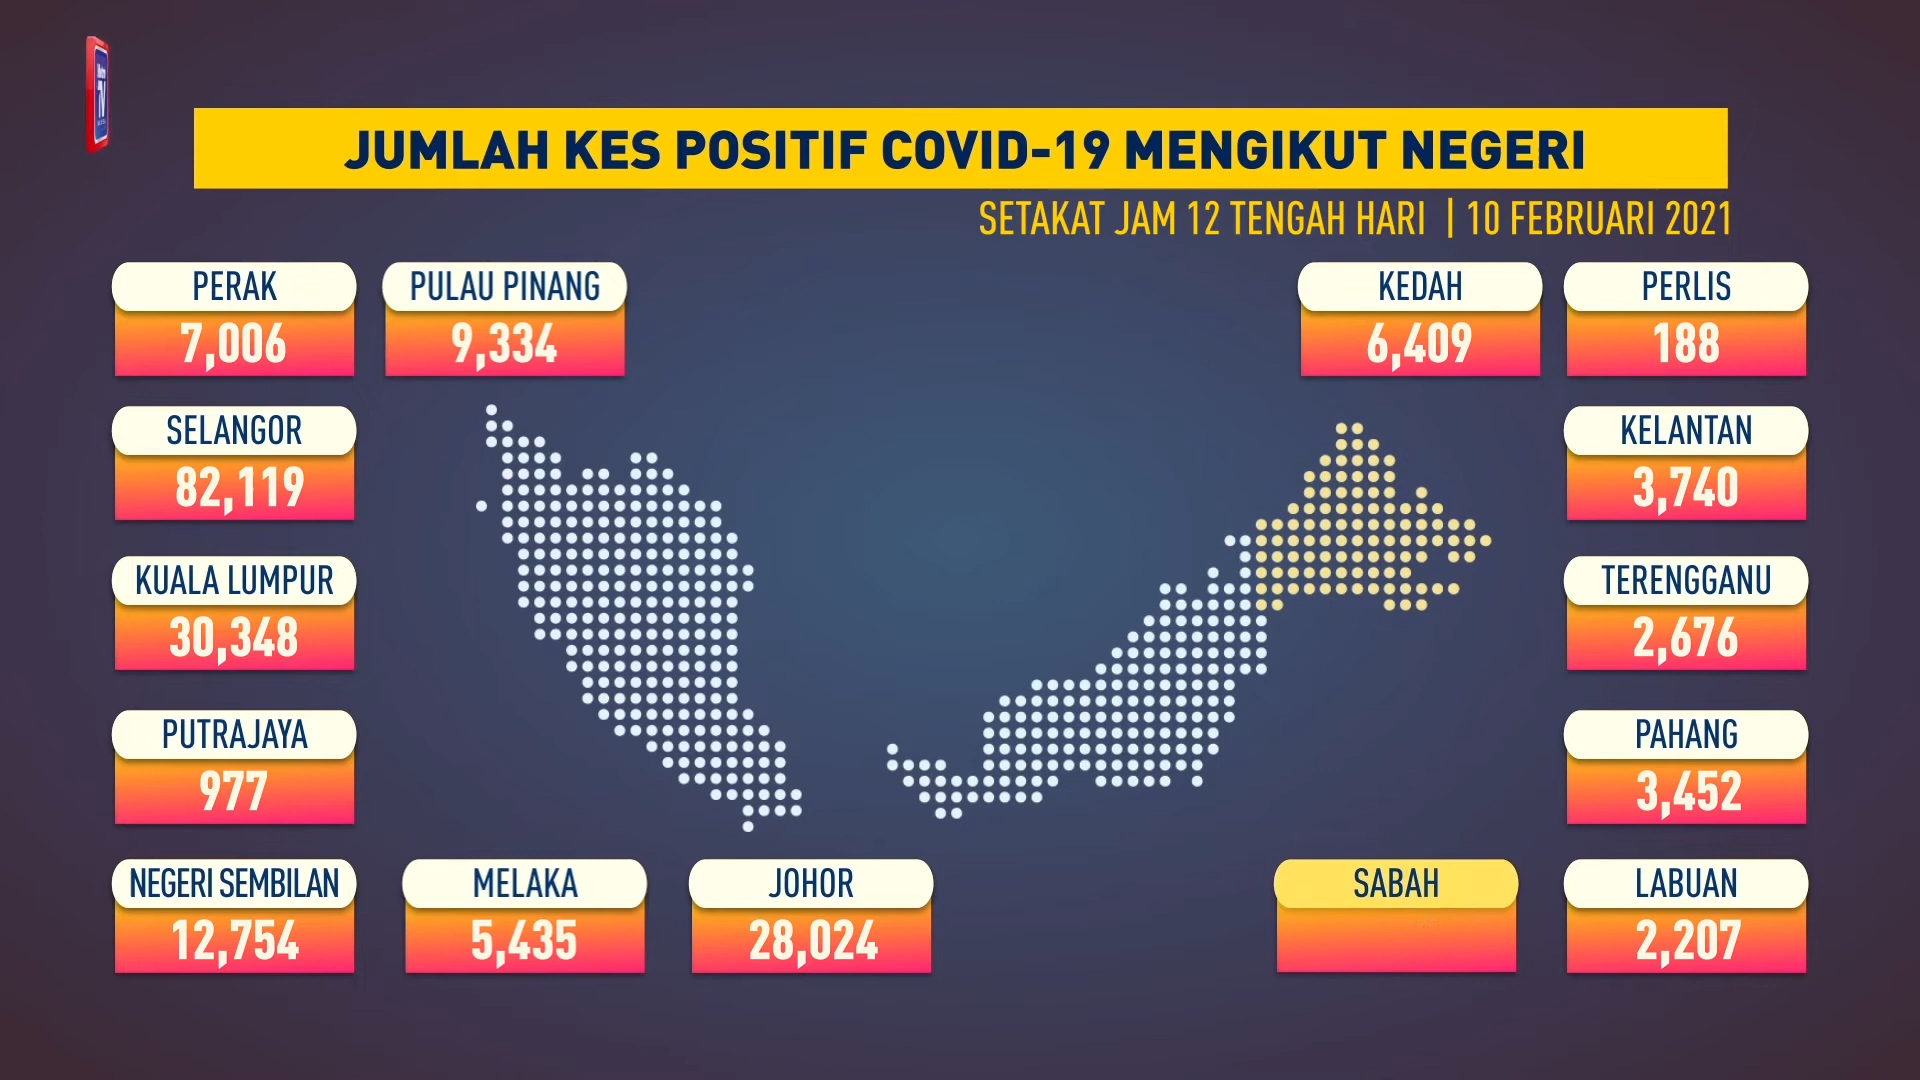 TV
JUMLAH KES POSITIF COVID-19 MENGIKUT NEGERI
SETAKAT JAM 12 TENGAH HARI | 10 FEBRUARI 2021
PERAK
7,006
PULAU PINANG
9,334
KEDAH
6,409
PERLIS
188
SELANGOR
82,119
KELANTAN
3,740
KUALA LUMPUR
30,348
TERENGGANU
2,676
PUTRAJAYA
977
PAHANG
3,452
NEGERI SEMBILAN
12,754
MELAKA
5,435
JOHOR
28,024
SABAH
LABUAN
2,207